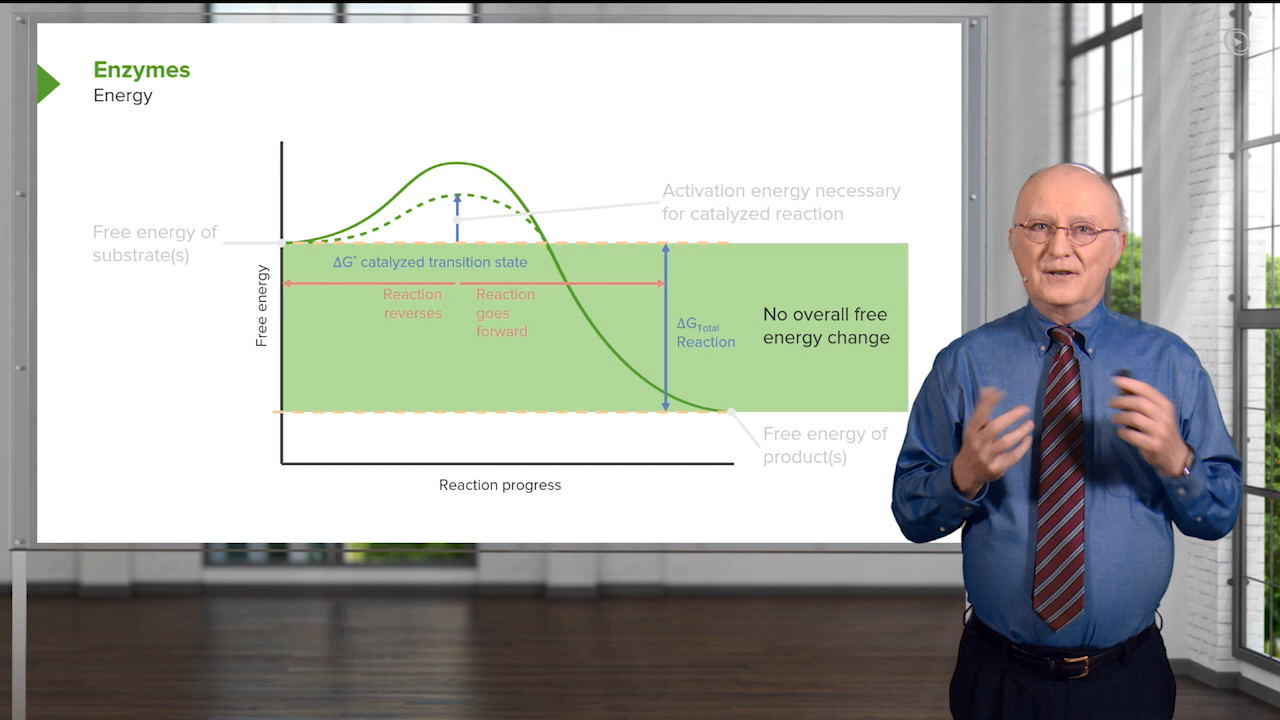 Enzymes
Energy
Activation energy necessary
for catalyzed reaction
Free energy of
substrate(s)
ΔG* catalyzed transition state
Reaction
reverses
Reaction
goes
forward
ΔGTotal
Reaction
No overall free
energy change
Free energy
Free energy of
product(s)
Reaction progress